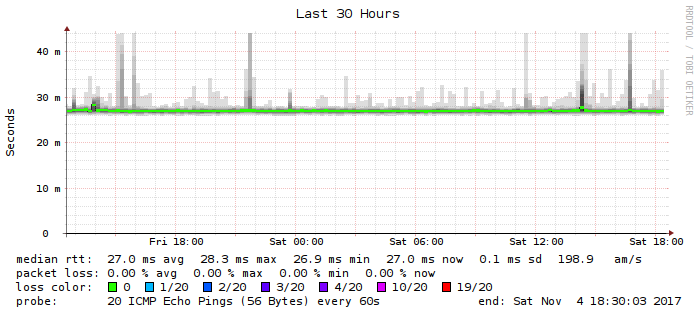 Last 30 Hours
RRDTOOL / TOBI OETIKER
Seconds
40 m
30 m
20 m
10 m
0
Fri 18:00 Sat 00:00 Sat 06:00 Sat 12:00 Sat 18:00
median rtt: 27.0 ms avg 28.3 ms max 26.9 ms min 27.0 ms now 0.1 ms sd 198.9 am/s
packet loss: 0.00 % avg 0.00 % max 0.00 % min 0.00 % now
loss color: 0 1/20 2/20 3/20 4/20 10/20 19/20
probe: 20 ICMP Echo Pings (56 Bytes) every 60s end: Sat Nov 4 18:30:03 2017